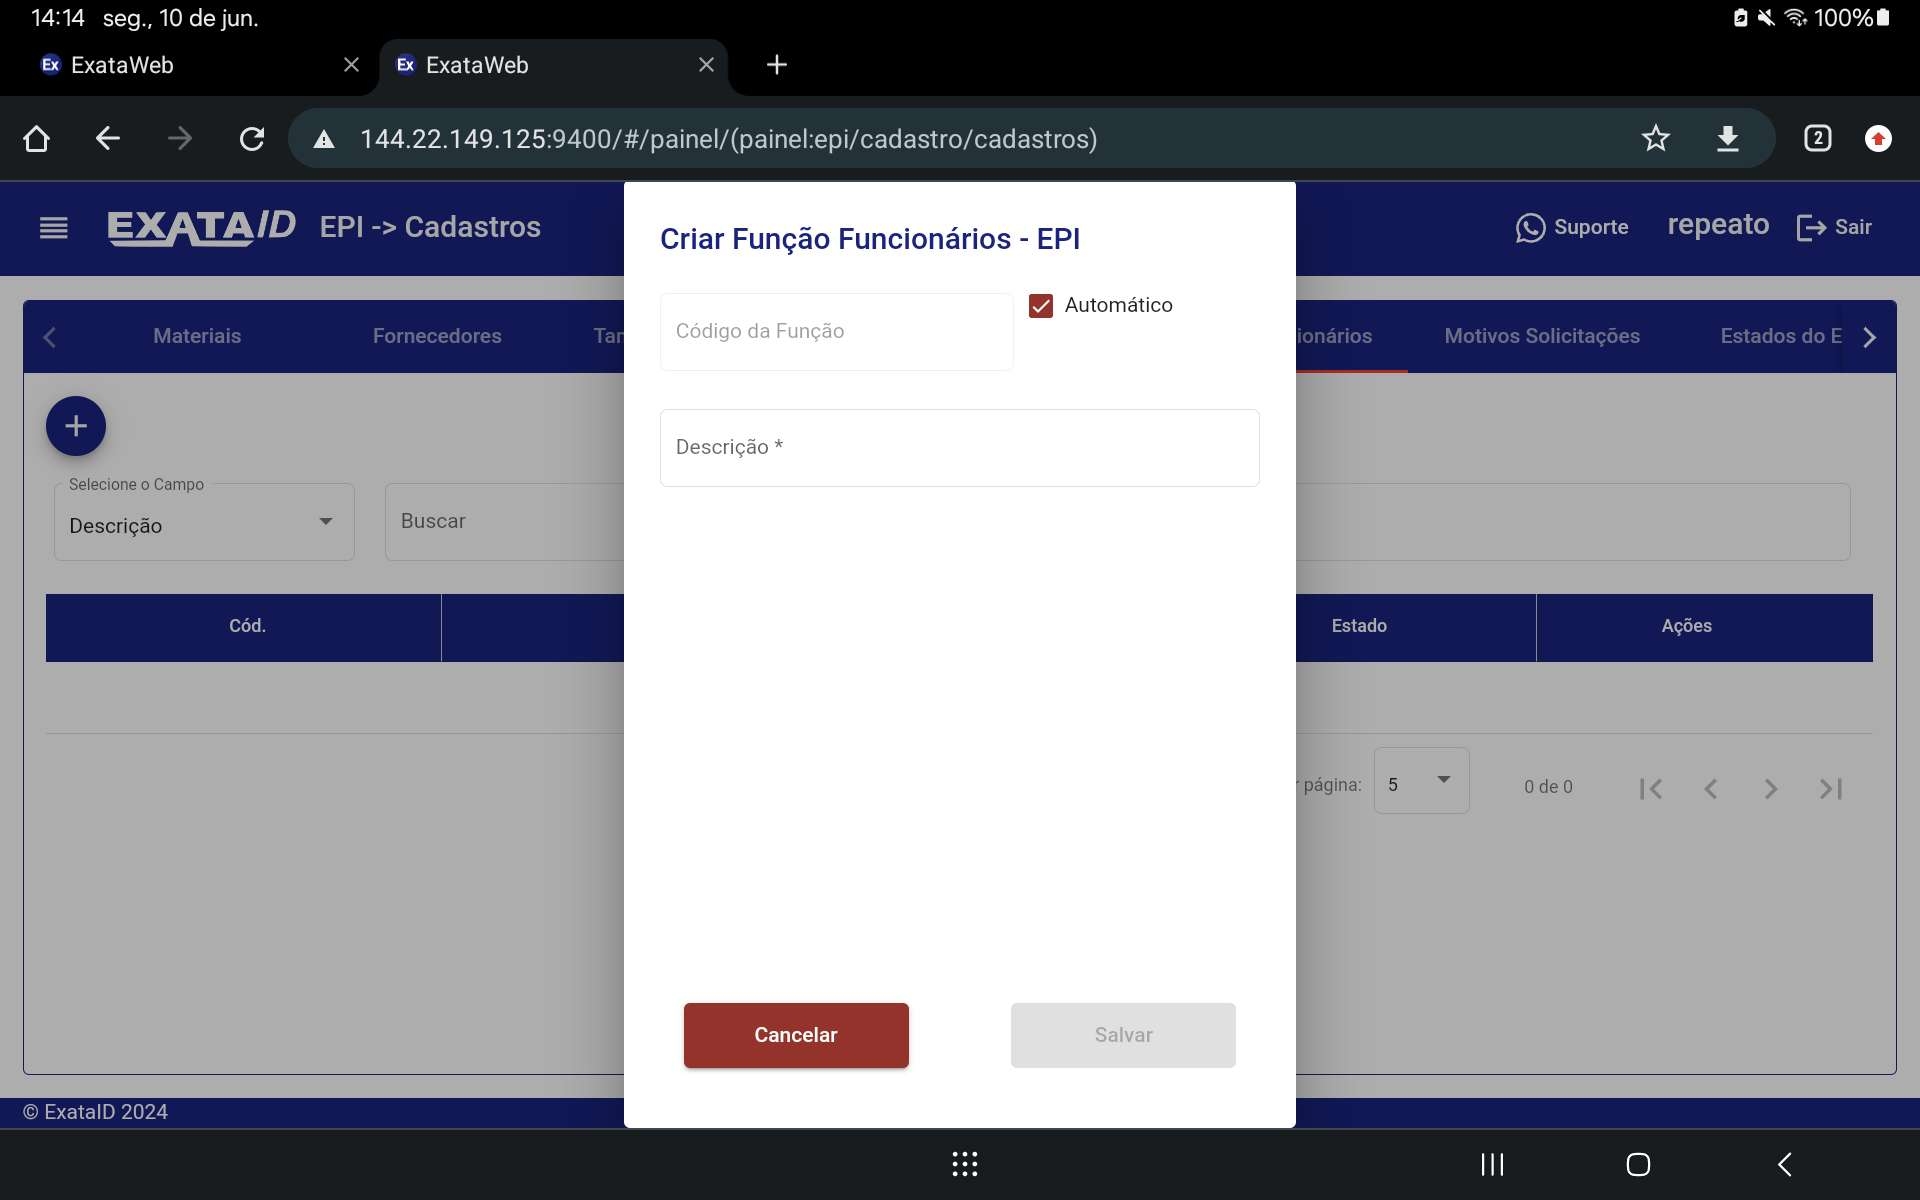 14:14 seg., 10 de jun.
100%
Ex ExataWeb
Ex ExataWeb
144.22.149.125:9400/#/painel/(painel:epi/cadastro/cadastros)
2
EXATAID
EPI -> Cadastros
Suporte
repeato
Sair
Criar Função Funcionários - EPI
Materiais
Fornecedores
Tar
ionários
Motivos Solicitações
Estados do E
Código da Função
Automático
Descrição *
Selecione o Campo
Descrição
Buscar
Cód.
Estado
Ações
r página:
5
0 de 0
Cancelar
Salvar
© ExataID 2024